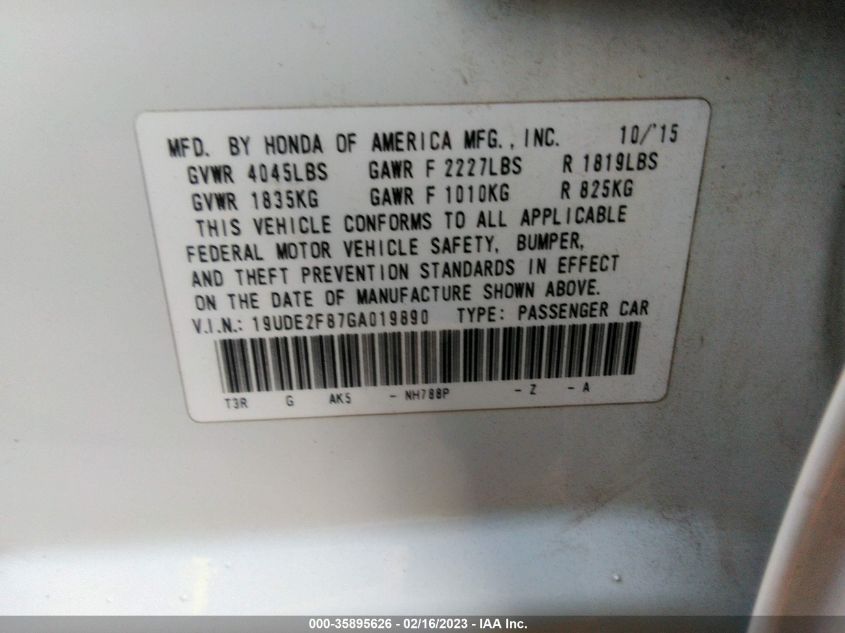 MFD. BY HONDA OF AMERICA MFG., INC. 10/'15
GVWR 4045LBS GAWR F 2227LBS R 1819LBS
GVWR 1835KG GAWR F 1010KG R 825KG
THIS VEHICLE CONFORMS TO ALL APPLICABLE
FEDERAL MOTOR VEHICLE SAFETY, BUMPER,
AND THEFT PREVENTION STANDARDS IN EFFECT
ON THE DATE OF MANUFACTURE SHOWN ABOVE.
V.I.N.: 19UDE2F87GA019890 TYPE: PASSENGER CAR
T3R G AK5 - NH788P - Z - A
000-35895626 - 02/16/2023 - IAA Inc.